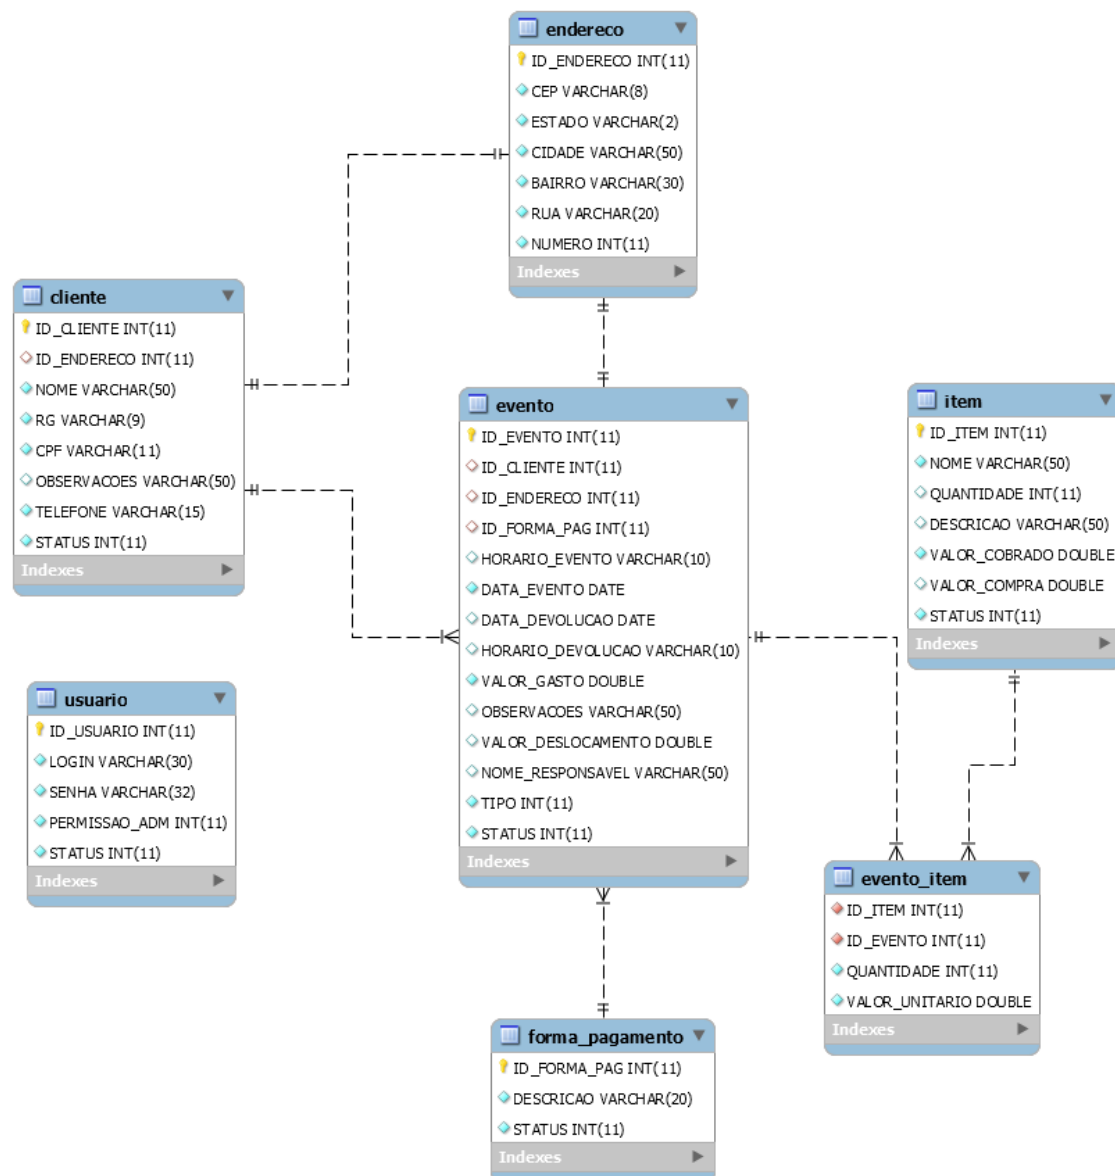 endereco
ID_ENDERECO INT(11)
CEP VARCHAR(8)
ESTADO VARCHAR(2)
CIDADE VARCHAR(50)
BAIRRO VARCHAR(30)
RUA VARCHAR(20)
NUMERO INT(11)
Indexes
cliente
ID_CLIENTE INT(11)
ID_ENDERECO INT(11)
NOME VARCHAR(50)
RG VARCHAR(9)
CPF VARCHAR(11)
OBSERVACOES VARCHAR(50)
TELEFONE VARCHAR(15)
STATUS INT(11)
Indexes
evento
ID_EVENTO INT(11)
ID_CLIENTE INT(11)
ID_ENDERECO INT(11)
ID_FORMA_PAG INT(11)
HORARIO_EVENTO VARCHAR(10)
DATA_EVENTO DATE
DATA_DEVOLUCAO DATE
HORARIO_DEVOLUCAO VARCHAR(10)
VALOR_GASTO DOUBLE
OBSERVACOES VARCHAR(50)
VALOR_DESLOCAMENTO DOUBLE
NOME_RESPONSAVEL VARCHAR(50)
TIPO INT(11)
STATUS INT(11)
Indexes
item
ID_ITEM INT(11)
NOME VARCHAR(50)
QUANTIDADE INT(11)
DESCRICAO VARCHAR(50)
VALOR_COBRADO DOUBLE
VALOR_COMPRA DOUBLE
STATUS INT(11)
Indexes
usuario
ID_USUARIO INT(11)
LOGIN VARCHAR(30)
SENHA VARCHAR(32)
PERMISSAO_ADM INT(11)
STATUS INT(11)
Indexes
evento_item
ID_ITEM INT(11)
ID_EVENTO INT(11)
QUANTIDADE INT(11)
VALOR_UNITARIO DOUBLE
Indexes
forma_pagamento
ID_FORMA_PAG INT(11)
DESCRICAO VARCHAR(20)
STATUS INT(11)
Indexes